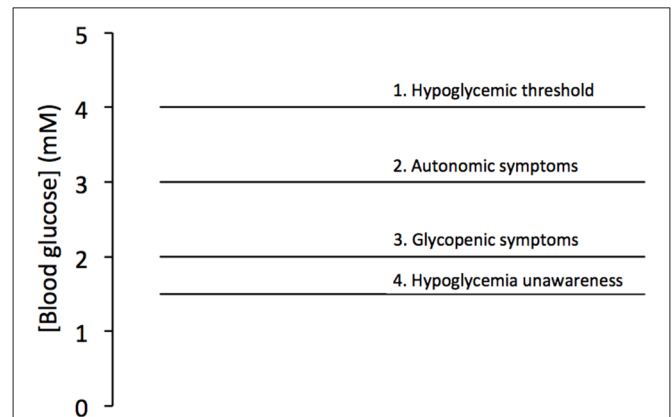 [Blood glucose] (mM)
5
4
3
2
1
0
1. Hypoglycemic threshold
2. Autonomic symptoms
3. Glycopenic symptoms
4. Hypoglycemia unawareness